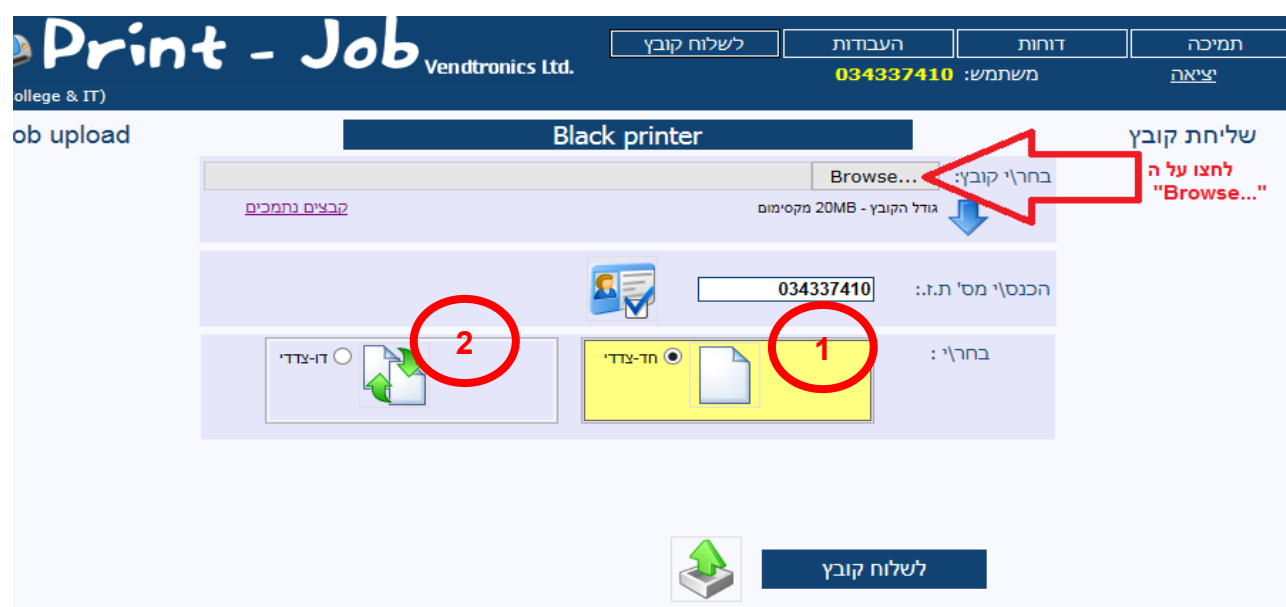 Print - Job Vendtronics Ltd.
לשלוח קובץ
העבודות
דוחות
תמיכה
משתמש: 034337410
יציאה
ollege & IT)
ob upload
Black printer
שליחת קובץ
בחר\י קובץ:
Browse...
לחצו על ה
"Browse..."
גודל הקובץ - 20MB מקסימום
קבצים נתמכים
הכנס\י מס' ת.ז.:
034337410
בחר\י :
1
חד-צדדי
2
דו-צדדי
לשלוח קובץ